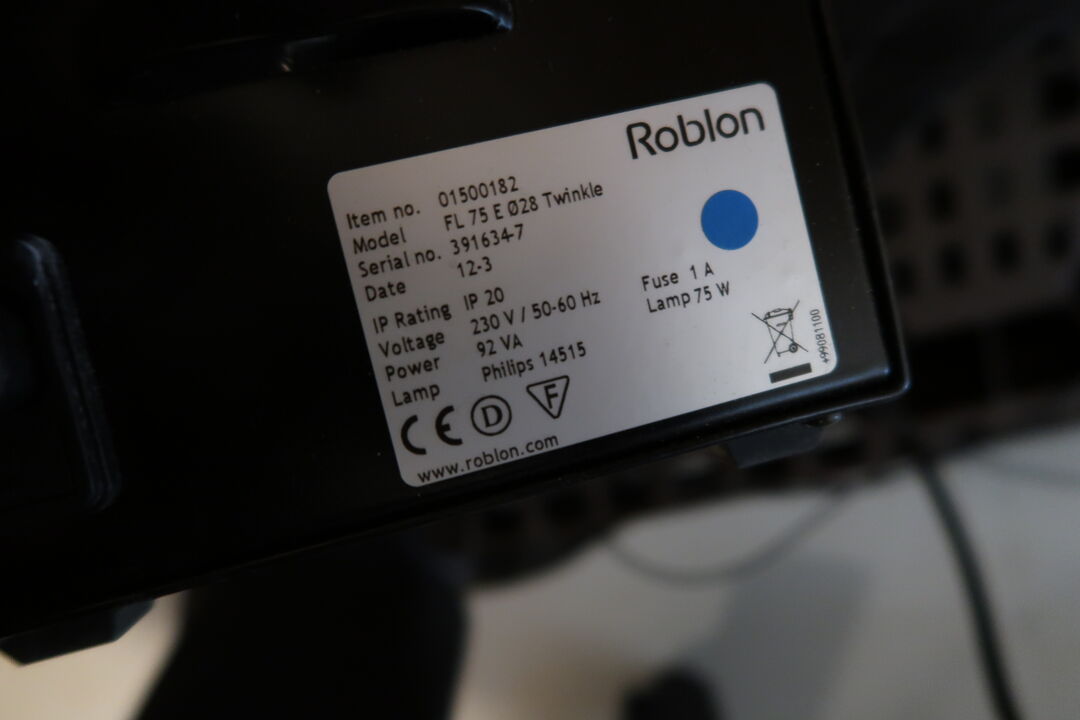 Roblon
Item no. 01500182
Model FL 75 E Ø28 Twinkle
Serial no. 391634-7
Date 12-3
IP Rating IP 20
Voltage 230 V / 50-60 Hz
Power 92 VA
Lamp Philips 14515
Fuse 1 A
Lamp 75 W
CE D F
www.roblon.com
+99081100